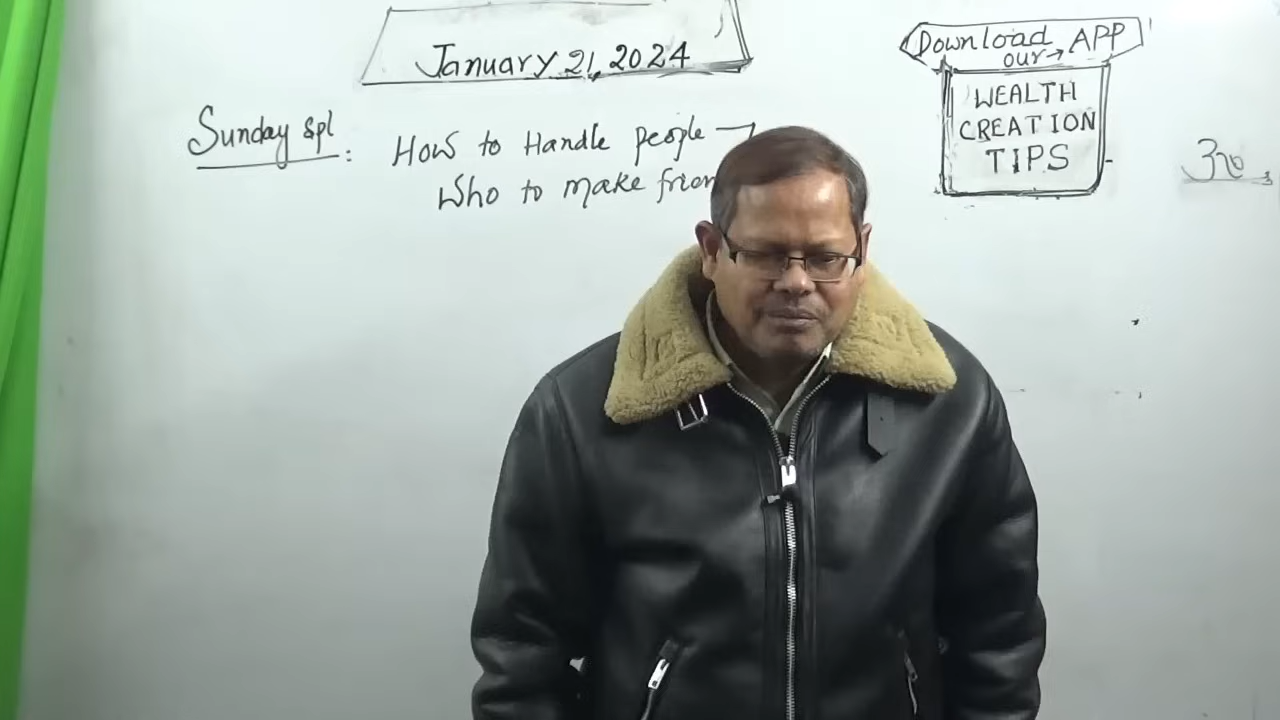 January 21, 2024
Download APP
our →
WEALTH
CREATION
TIPS
Sunday spl : How to Handle people
Who to make